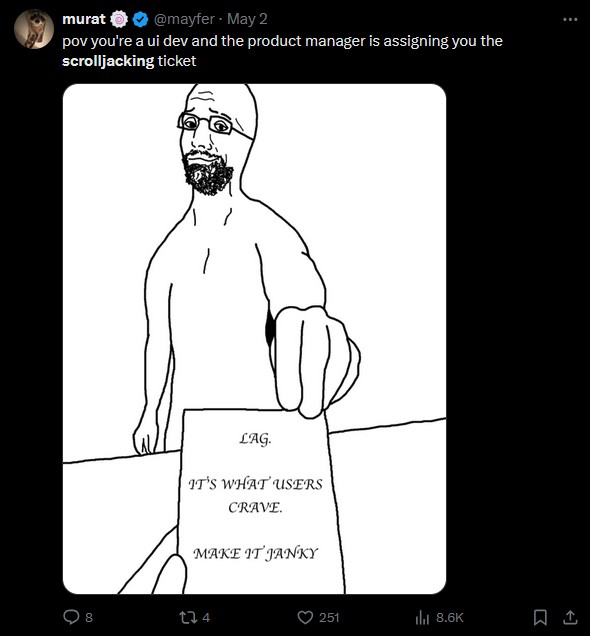 murat @mayfer · May 2
pov you're a ui dev and the product manager is assigning you the
scrolljacking ticket
LAG.
IT'S WHAT USERS
CRAVE.
MAKE IT JANKY
8 4 251 8.6K